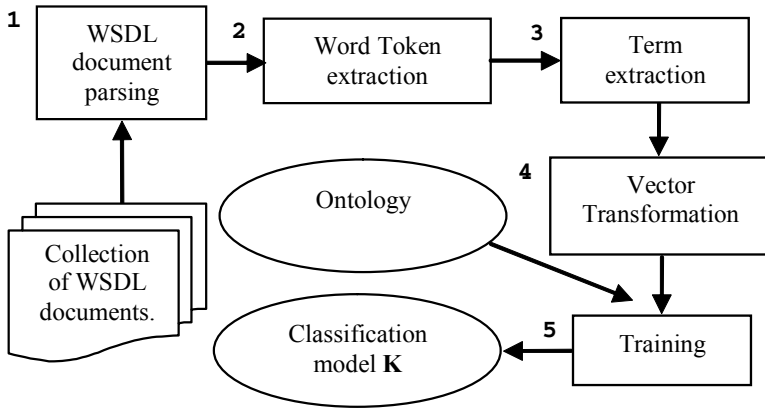 1
WSDL
document
parsing
2
Word Token
extraction
3
Term
extraction
4
Vector
Transformation
Ontology
Collection
of WSDL
documents.
5
Training
Classification
model K